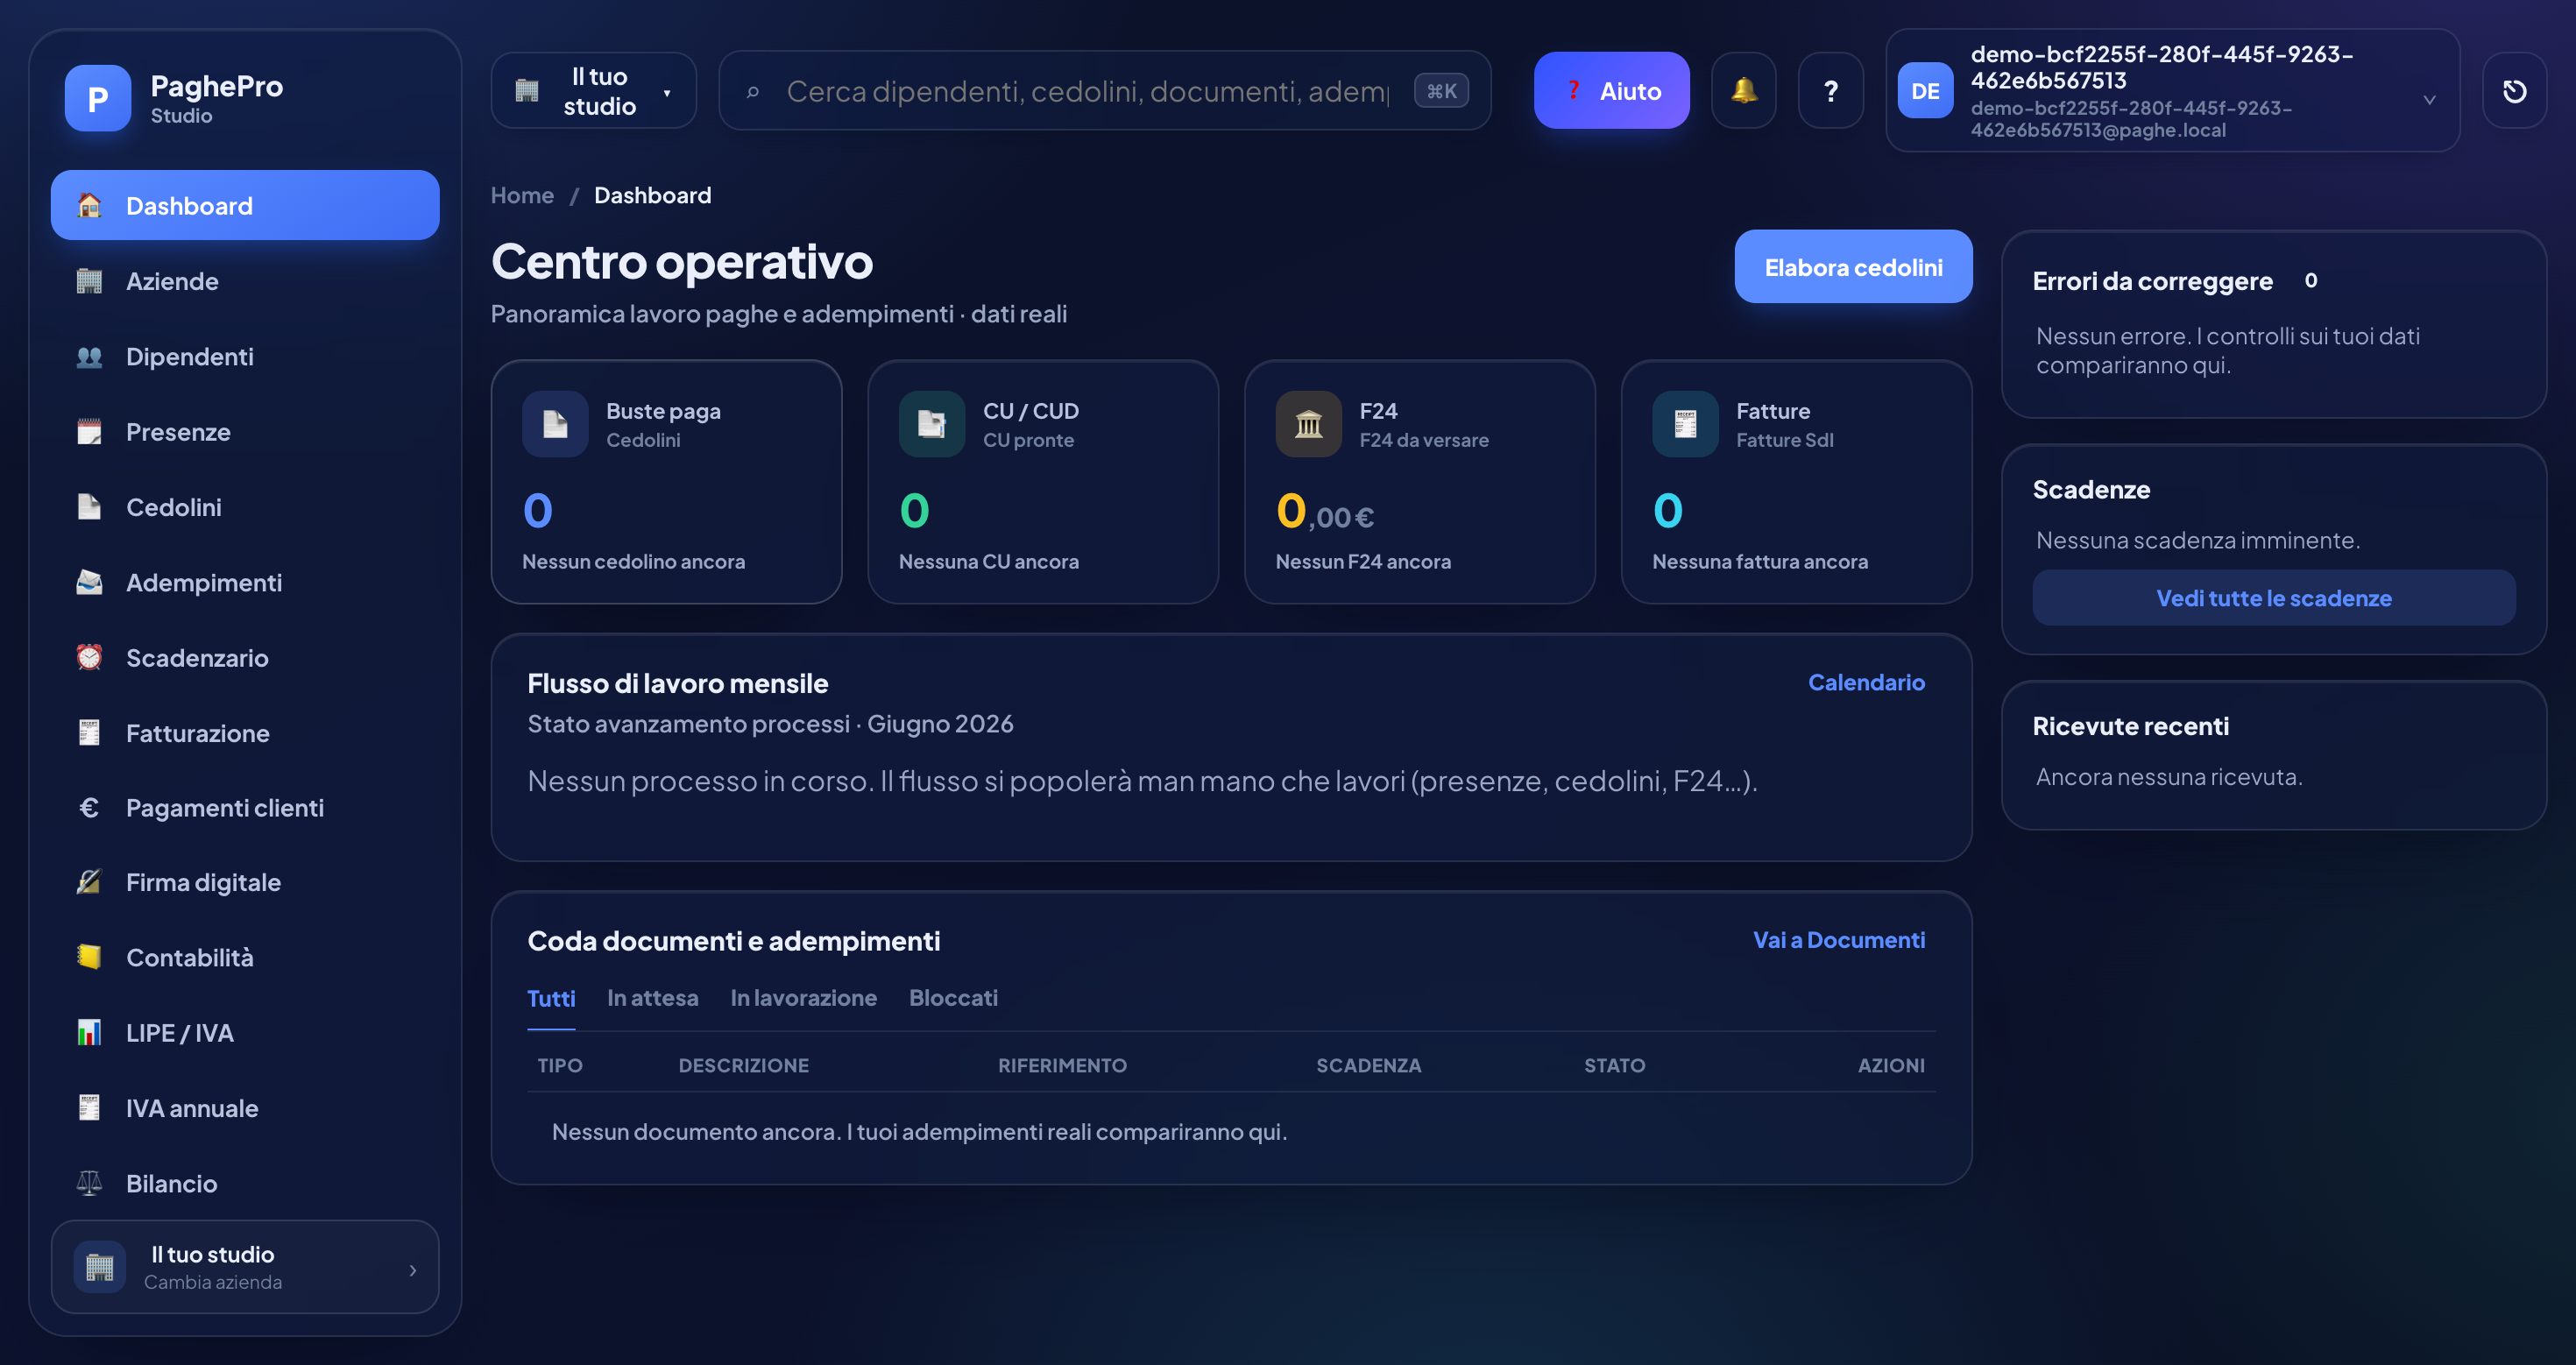 P
PaghePro
Studio
Dashboard
Aziende
Dipendenti
Presenze
Cedolini
Adempimenti
Scadenzario
Fatturazione
€
Pagamenti clienti
Firma digitale
Contabilità
LIPE / IVA
IVA annuale
Bilancio
Il tuo studio
Cambia azienda
›
Il tuo
studio
▾
Cerca dipendenti, cedolini, documenti, ademp
⌘K
? Aiuto
?
DE
demo-bcf2255f-280f-445f-9263-
462e6b567513
demo-bcf2255f-280f-445f-9263-
462e6b567513@paghe.local
Home / Dashboard
Centro operativo
Panoramica lavoro paghe e adempimenti · dati reali
Elabora cedolini
Buste paga
Cedolini
0
Nessun cedolino ancora
CU / CUD
CU pronte
0
Nessuna CU ancora
F24
F24 da versare
0,00 €
Nessun F24 ancora
Fatture
Fatture SdI
0
Nessuna fattura ancora
Flusso di lavoro mensile
Calendario
Stato avanzamento processi · Giugno 2026
Nessun processo in corso. Il flusso si popolerà man mano che lavori (presenze, cedolini, F24…).
Coda documenti e adempimenti
Vai a Documenti
Tutti In attesa In lavorazione Bloccati
TIPO DESCRIZIONE RIFERIMENTO SCADENZA STATO AZIONI
Nessun documento ancora. I tuoi adempimenti reali compariranno qui.
Errori da correggere 0
Nessun errore. I controlli sui tuoi dati
compariranno qui.
Scadenze
Nessuna scadenza imminente.
Vedi tutte le scadenze
Ricevute recenti
Ancora nessuna ricevuta.